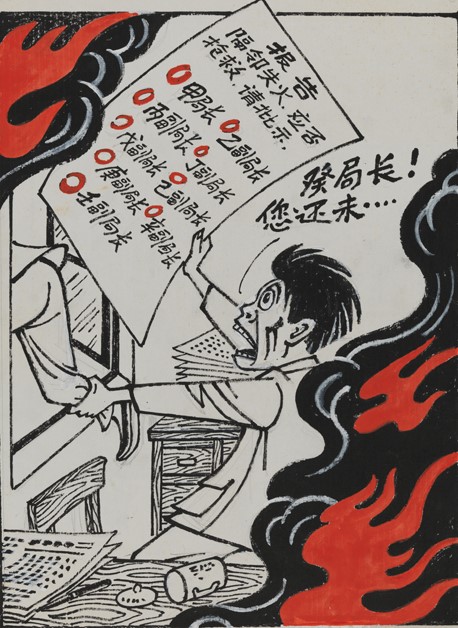 报告
隔邻失火,应否
抢救,请批示.
甲局长
乙副局长
丙副局长
丁副局长
戊副局长
己副局长
庚副局长
辛副局长
壬副局长
癸局长!
您还未····